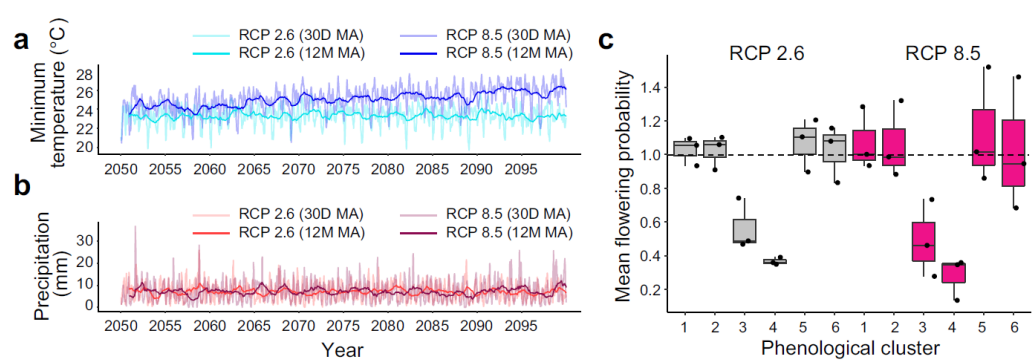 a
RCP 2.6 (30D MA) RCP 8.5 (30D MA)
RCP 2.6 (12M MA) RCP 8.5 (12M MA)
Minimum
temperature (°C)
28
26
24
22
20
2050 2055 2060 2065 2070 2075 2080 2085 2090 2095
b
RCP 2.6 (30D MA) RCP 8.5 (30D MA)
RCP 2.6 (12M MA) RCP 8.5 (12M MA)
Precipitation
(mm)
30
20
10
0
2050 2055 2060 2065 2070 2075 2080 2085 2090 2095
Year
c
RCP 2.6 RCP 8.5
Mean flowering probability
1.4
1.2
1.0
0.8
0.6
0.4
0.2
1 2 3 4 5 6 1 2 3 4 5 6
Phenological cluster